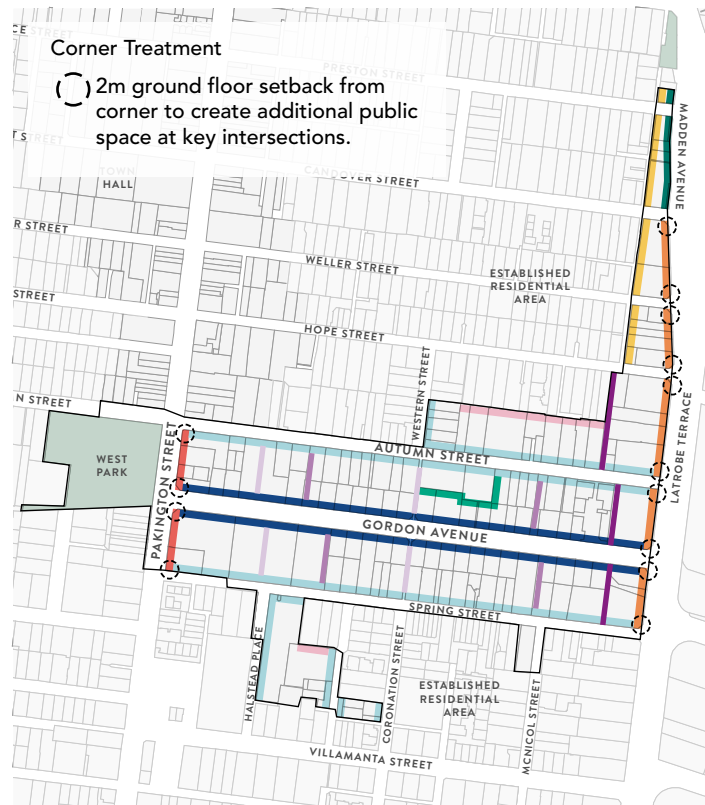 Corner Treatment
2m ground floor setback from
corner to create additional public
space at key intersections.
CE STREET
PRESTON STREET
MADDEN AVENUE
T S
TOWN
HALL
CANDOVER STREET
R STREET
WELLER STREET
ESTABLISHED
RESIDENTIAL
AREA
STREET
HOPE STREET
WESTERN STREET
N STREET
LATROBE TERRACE
WEST
PARK
PAKINGTON STREET
AUTUMN STREET
GORDON AVENUE
SPRING STREET
HALSTEAD PLACE
CORONATION STREET
ESTABLISHED
RESIDENTIAL
AREA
MCNICOL STREET
VILLAMANTA STREET